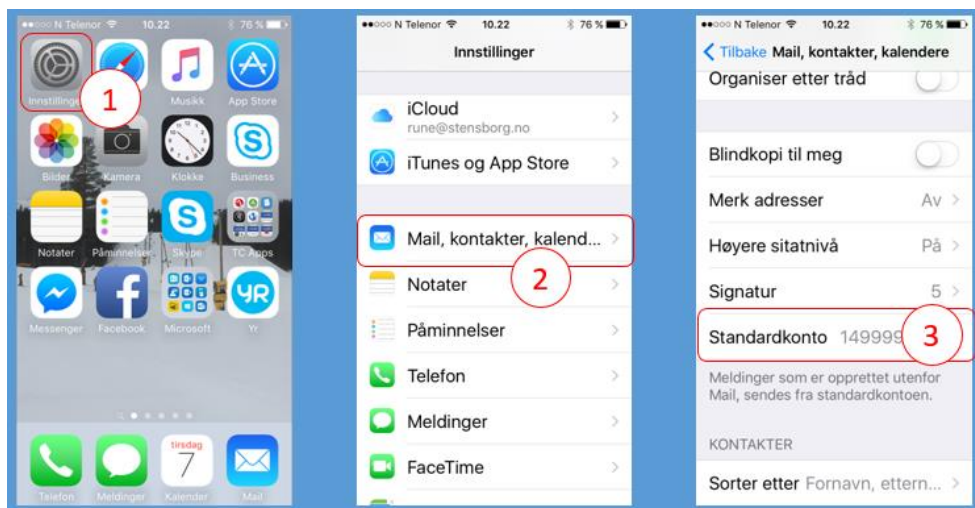 N Telenor 10.22 76 %
Innstillinger
1
Musikk
App Store
Bilder
Kamera
Klokke
Business
Notater
Påminnelser
Skype
TC Apps
Messenger
Facebook
Microsoft
Yr
tirsdag
7
Telefon
Meldinger
Kalender
Mail
N Telenor 10.22 76 %
Innstillinger
iCloud
rune@stensborg.no
iTunes og App Store
Mail, kontakter, kalend...
2
Notater
Påminnelser
Telefon
Meldinger
FaceTime
N Telenor 10.22 76 %
Tilbake Mail, kontakter, kalendere
Organiser etter tråd
Blindkopi til meg
Merk adresser Av
Høyere sitatnivå På
Signatur 5
Standardkonto 149999
3
Meldinger som er opprettet utenfor
Mail, sendes fra standardkontoen.
KONTAKTER
Sorter etter Fornavn, ettern...